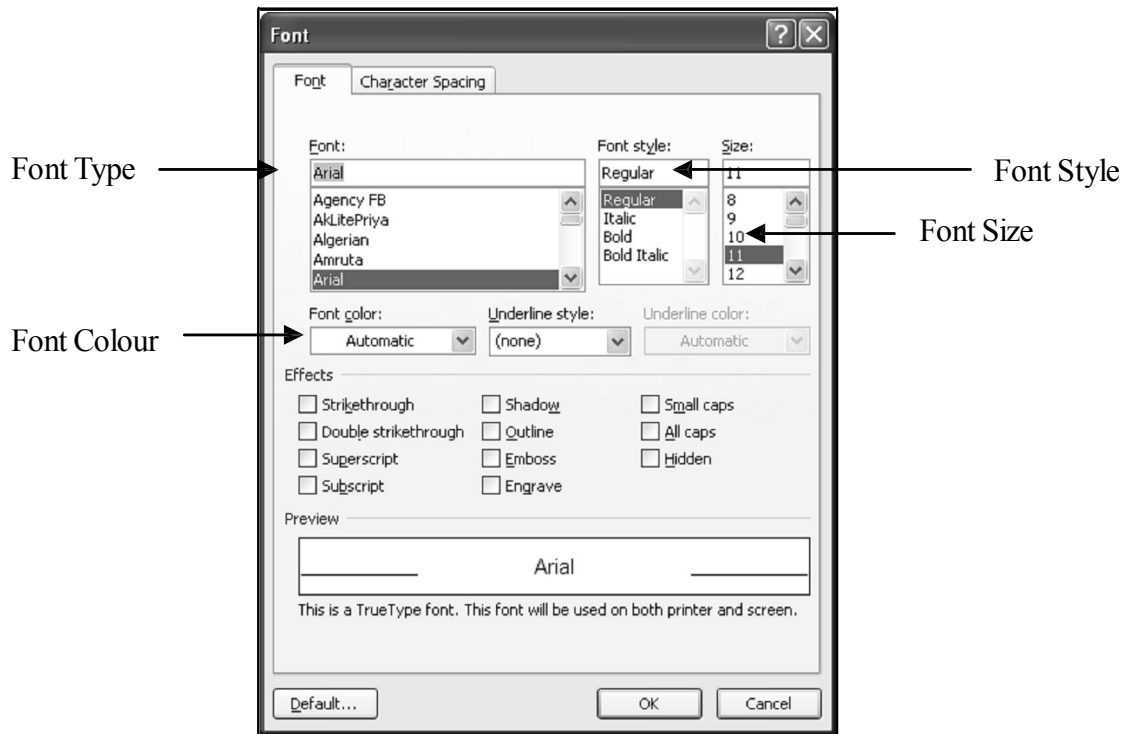 Font
Font Character Spacing
Font: Font style: Size:
Font Type Arial Regular 11 Font Style
Agency FB Regular 8
AkLitePriya Italic 9
Algerian Bold 10 Font Size
Amruta Bold Italic 11
Arial 12
Font color: Underline style: Underline color:
Font Colour Automatic (none) Automatic
Effects
Strikethrough Shadow Small caps
Double strikethrough Outline All caps
Superscript Emboss Hidden
Subscript Engrave
Preview
Arial
This is a TrueType font. This font will be used on both printer and screen.
Default... OK Cancel